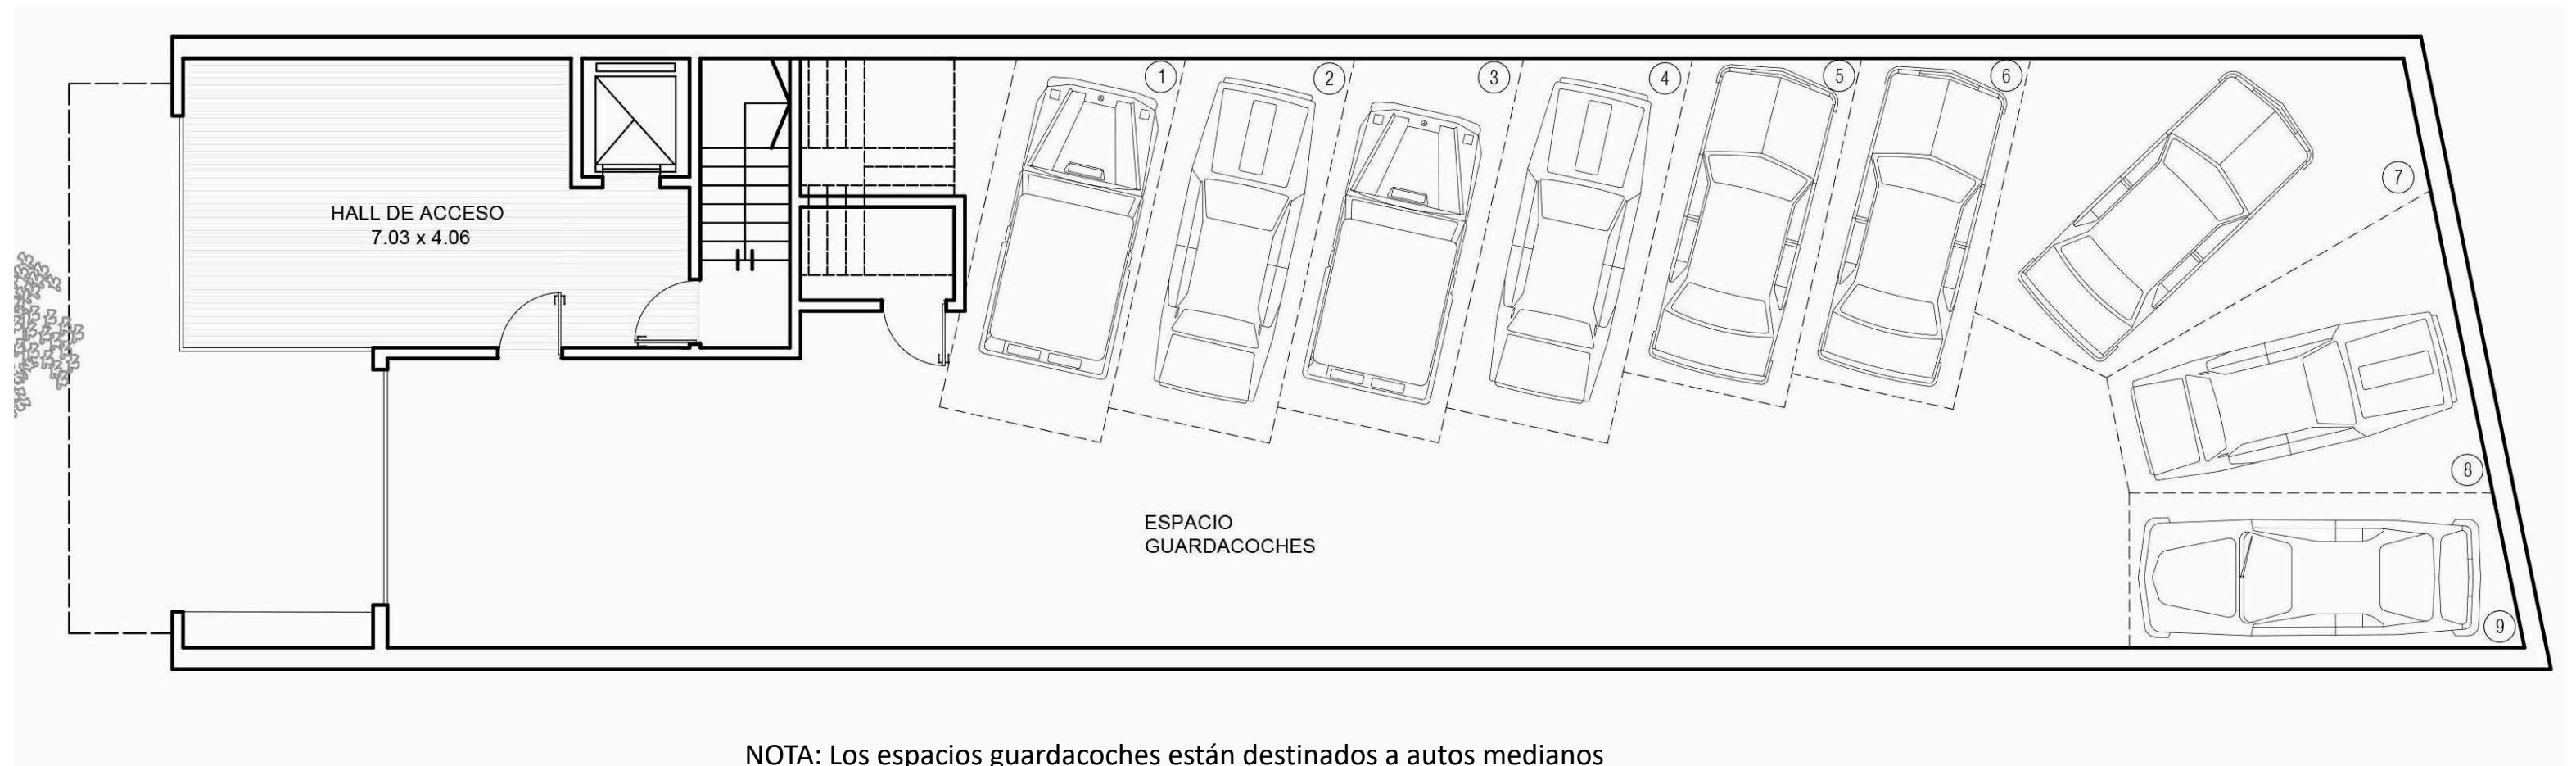 1
2
3
4
5
6
7
HALL DE ACCESO
7.03 x 4.06
8
ESPACIO
GUARDACOCHES
9
NOTA: Los espacios guardacoches están destinados a autos medianos